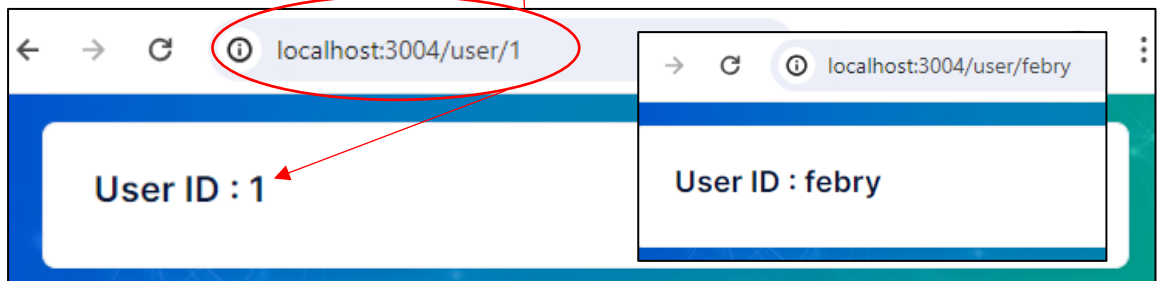 localhost:3004/user/1
localhost:3004/user/febry
User ID : 1
User ID : febry